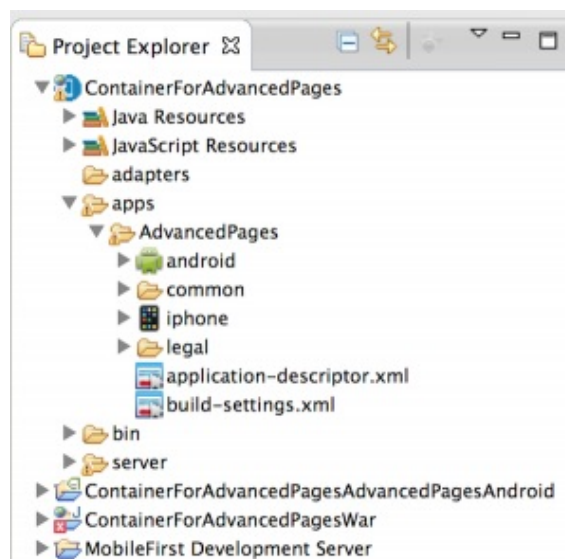 Project Explorer
ContainerForAdvancedPages
Java Resources
JavaScript Resources
adapters
apps
AdvancedPages
android
common
iphone
legal
application-descriptor.xml
build-settings.xml
bin
server
ContainerForAdvancedPagesAdvancedPagesAndroid
ContainerForAdvancedPagesWar
MobileFirst Development Server